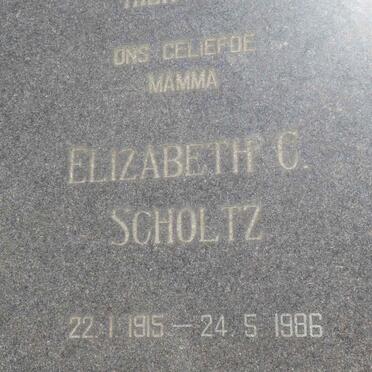 ONS GELIEFDE
MAMMA
ELIZABETH C.
SCHOLTZ
22. 1 1915 — 24. 5 1986